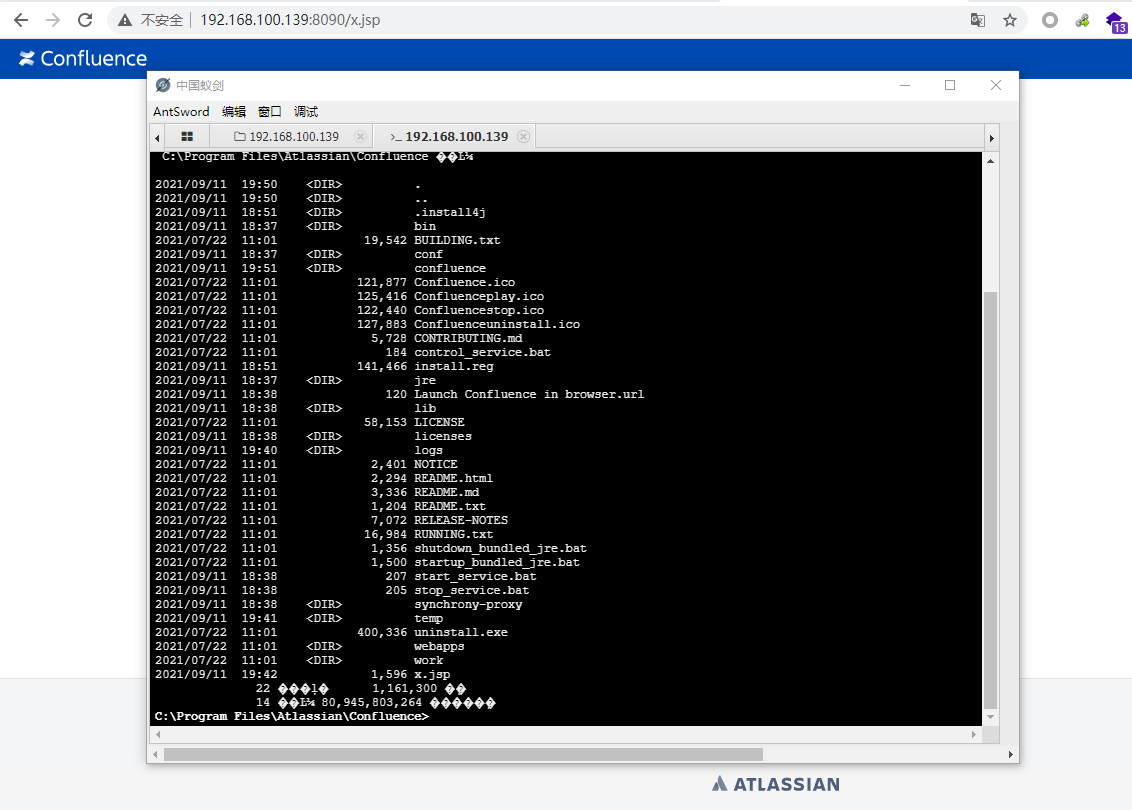 不安全 192.168.100.139:8090/x.jsp
13
Confluence
中国蚁剑
AntSword 编辑 窗口 调试
192.168.100.139 >_ 192.168.100.139
C:\Program Files\Atlassian\Confluence
2021/09/11 19:50 <DIR> .
2021/09/11 19:50 <DIR> ..
2021/09/11 18:51 <DIR> .install4j
2021/09/11 18:37 <DIR> bin
2021/07/22 11:01 19,542 BUILDING.txt
2021/09/11 18:37 <DIR> conf
2021/09/11 19:51 <DIR> confluence
2021/07/22 11:01 121,877 Confluence.ico
2021/07/22 11:01 125,416 Confluenceplay.ico
2021/07/22 11:01 122,440 Confluencestop.ico
2021/07/22 11:01 127,883 Confluenceuninstall.ico
2021/07/22 11:01 5,728 CONTRIBUTING.md
2021/07/22 11:01 184 control_service.bat
2021/09/11 18:51 141,466 install.reg
2021/09/11 18:37 <DIR> jre
2021/09/11 18:38 120 Launch Confluence in browser.url
2021/09/11 18:38 <DIR> lib
2021/07/22 11:01 58,153 LICENSE
2021/09/11 18:38 <DIR> licenses
2021/09/11 19:40 <DIR> logs
2021/07/22 11:01 2,401 NOTICE
2021/07/22 11:01 2,294 README.html
2021/07/22 11:01 3,336 README.md
2021/07/22 11:01 1,204 README.txt
2021/07/22 11:01 7,072 RELEASE-NOTES
2021/07/22 11:01 16,984 RUNNING.txt
2021/07/22 11:01 1,356 shutdown_bundled_jre.bat
2021/07/22 11:01 1,500 startup_bundled_jre.bat
2021/09/11 18:38 207 start_service.bat
2021/09/11 18:38 205 stop_service.bat
2021/09/11 18:38 <DIR> synchrony-proxy
2021/09/11 19:41 <DIR> temp
2021/07/22 11:01 400,336 uninstall.exe
2021/07/22 11:01 <DIR> webapps
2021/07/22 11:01 <DIR> work
2021/09/11 19:42 1,596 x.jsp
22 1,161,300
14 80,945,803,264
C:\Program Files\Atlassian\Confluence>
ATLASSIAN